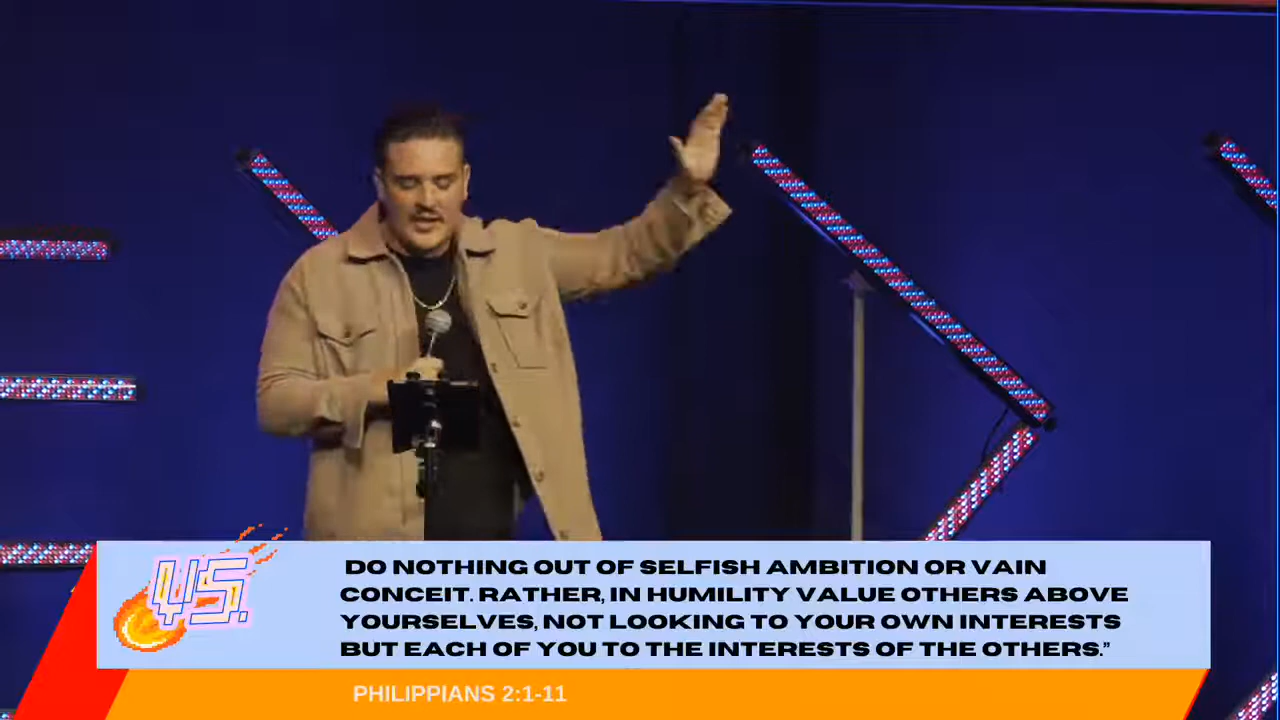 VS.
DO NOTHING OUT OF SELFISH AMBITION OR VAIN
CONCEIT. RATHER, IN HUMILITY VALUE OTHERS ABOVE
YOURSELVES, NOT LOOKING TO YOUR OWN INTERESTS
BUT EACH OF YOU TO THE INTERESTS OF THE OTHERS.”
PHILIPPIANS 2:1-11